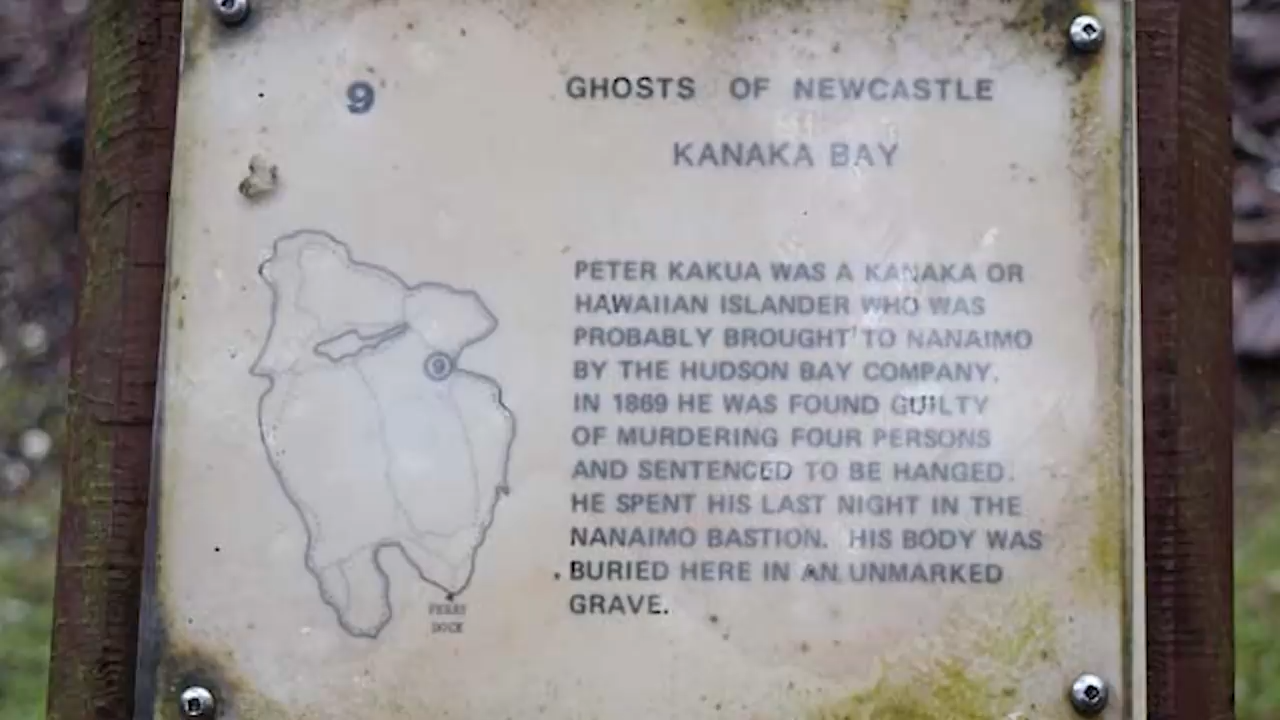 9
GHOSTS OF NEWCASTLE
KANAKA BAY
PETER KAKUA WAS A KANAKA OR
HAWAIIAN ISLANDER WHO WAS
PROBABLY BROUGHT TO NANAIMO
BY THE HUDSON BAY COMPANY.
IN 1869 HE WAS FOUND GUILTY
OF MURDERING FOUR PERSONS
AND SENTENCED TO BE HANGED.
HE SPENT HIS LAST NIGHT IN THE
NANAIMO BASTION. HIS BODY WAS
BURIED HERE IN AN UNMARKED
GRAVE.
9
FERRY
DOCK